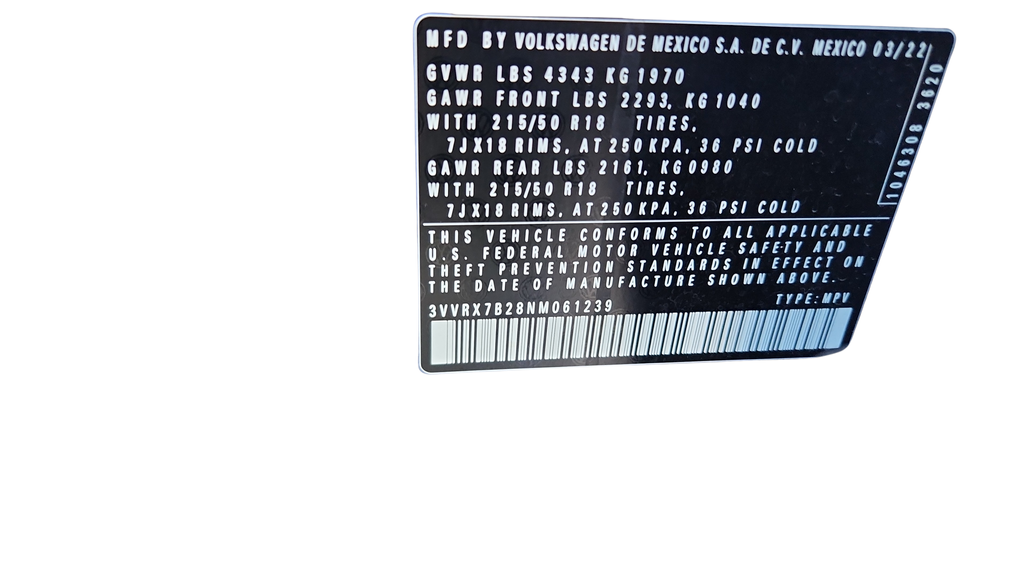 MFD BY VOLKSWAGEN DE MEXICO S.A. DE C.V. MEXICO 03/22
GVWR LBS 4343 KG 1970
GAWR FRONT LBS 2293, KG 1040
WITH 215/50 R18 TIRES,
7JX18 RIMS, AT 250 KPA, 36 PSI COLD
GAWR REAR LBS 2161, KG 0980
WITH 215/50 R18 TIRES,
7JX18 RIMS, AT 250 KPA, 36 PSI COLD
1046308 3620
THIS VEHICLE CONFORMS TO ALL APPLICABLE
U.S. FEDERAL MOTOR VEHICLE SAFETY AND
THEFT PREVENTION STANDARDS IN EFFECT ON
THE DATE OF MANUFACTURE SHOWN ABOVE.
3VVRX7B28NM061239 TYPE: MPV